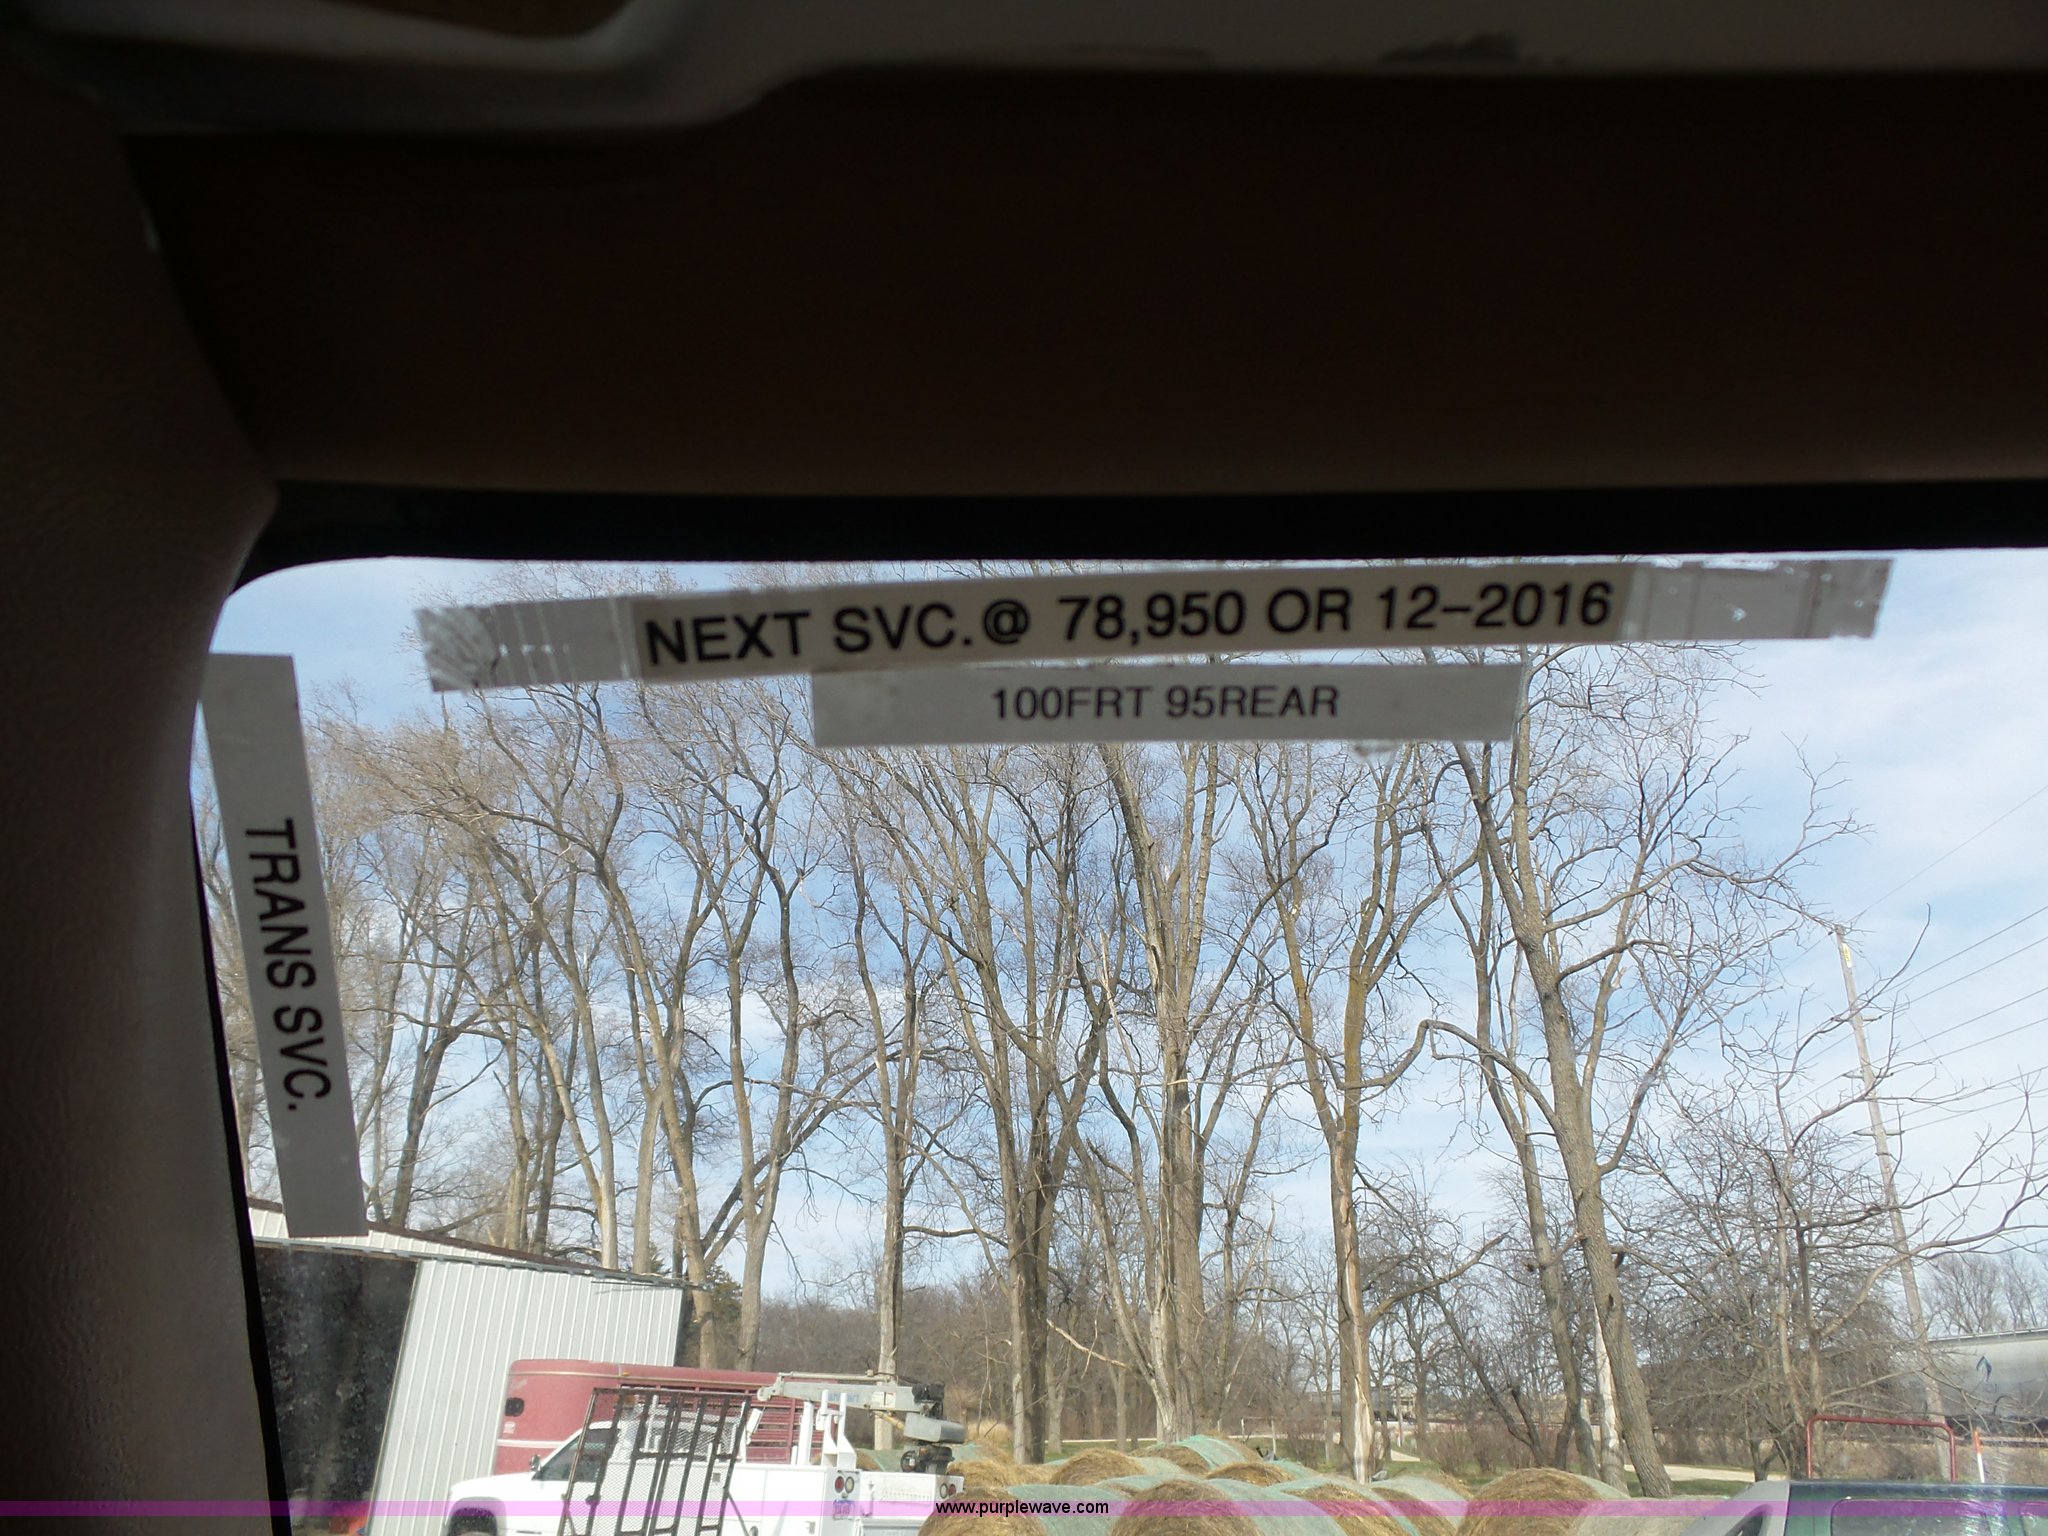 NEXT SVC.@ 78,950 OR 12-2016
100FRT 95REAR
TRANS SVC.
www.purplewave.com